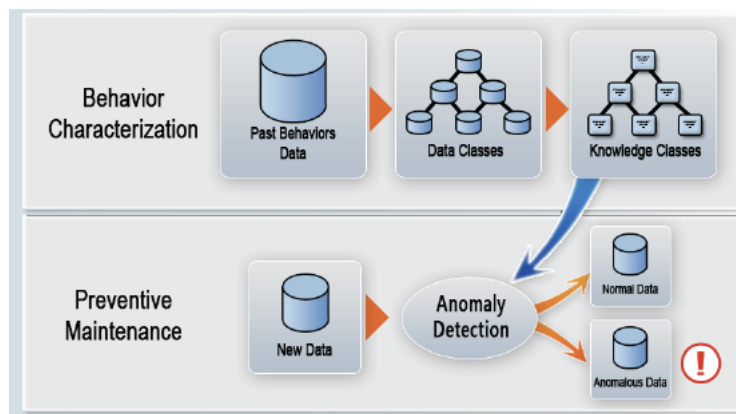 Behavior
Characterization
Past Behaviors
Data
Data Classes
Knowledge Classes
Preventive
Maintenance
New Data
Anomaly
Detection
Normal Data
Anomalous Data
!